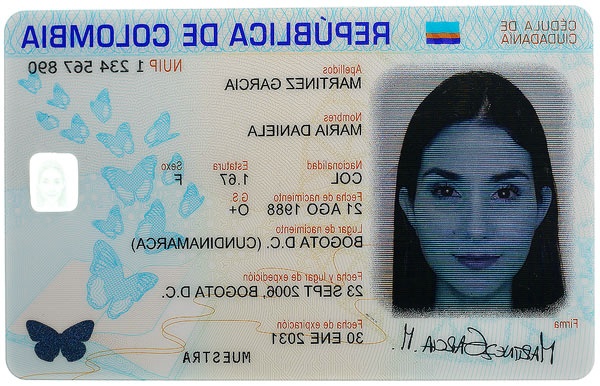 CÉDULA DE
CIUDADANÍA
REPÚBLICA DE COLOMBIA
NUIP 1 234 567 890
Apellidos
MARTINEZ GARCIA
Nombres
MARIA DANIELA
Nacionalidad Estatura Sexo
COL 1.67 F
Fecha de nacimiento G.S.
21 AGO 1988 O+
Lugar de nacimiento
BOGOTA D.C. (CUNDINAMARCA)
Fecha y lugar de expedición
23 SEPT 2006, BOGOTA D.C.
Fecha de expiración
30 ENE 2031
MUESTRA
Firma
MARTINEZ GARCIA M.